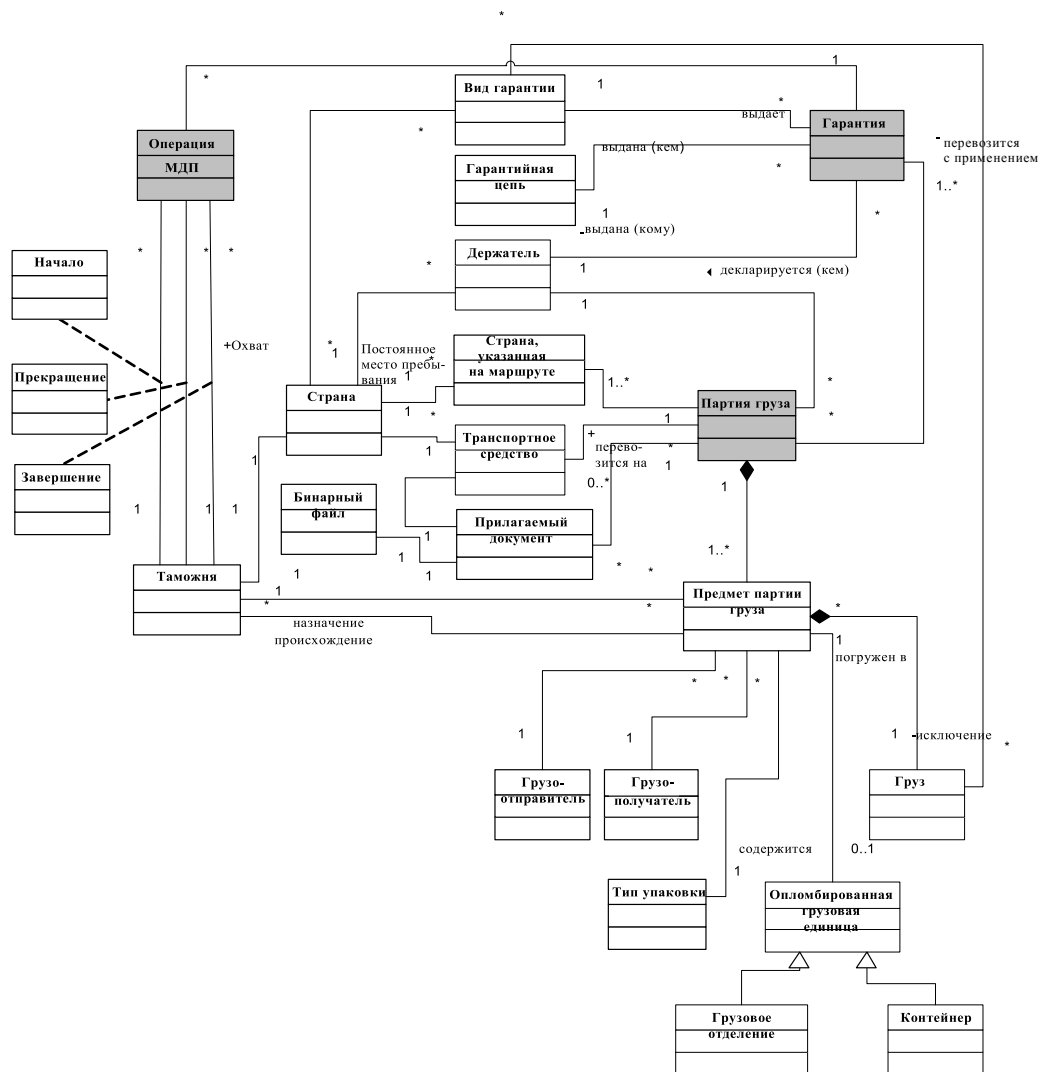 *
1
*
1
Вид гарантии
*
выдает
*
Гарантия
Операция
МДП
выдана (кем)
-
перевозится
с применением
Гарантийная
цепь
*
1..*
1
*
-выдана (кому)
*
*
*
Держатель
*
1
декларируется (кем)
Начало
1
+Охват
*
1
Постоянное
место пребы-
вания
*
1
Страна,
указанная
на маршруте
1..*
Прекращение
*
Страна
1
*
Партия груза
*
1
1
Транспортное
средство
+
перево-
зится на
*
1
0..*
1
1
Завершение
Бинарный
файл
1
1
1
Прилагаемый
документ
1
1
1..*
Таможня
1
1
1
*
*
*
*
Предмет партии
груза
*
назначение
происхождение
1
погружен в
*
*
*
1
1
1
-исключение
*
Грузо-
отправитель
Грузо-
получатель
Груз
содержится
0..1
1
Тип упаковки
Опломбированная
грузовая
единица
Грузовое
отделение
Контейнер